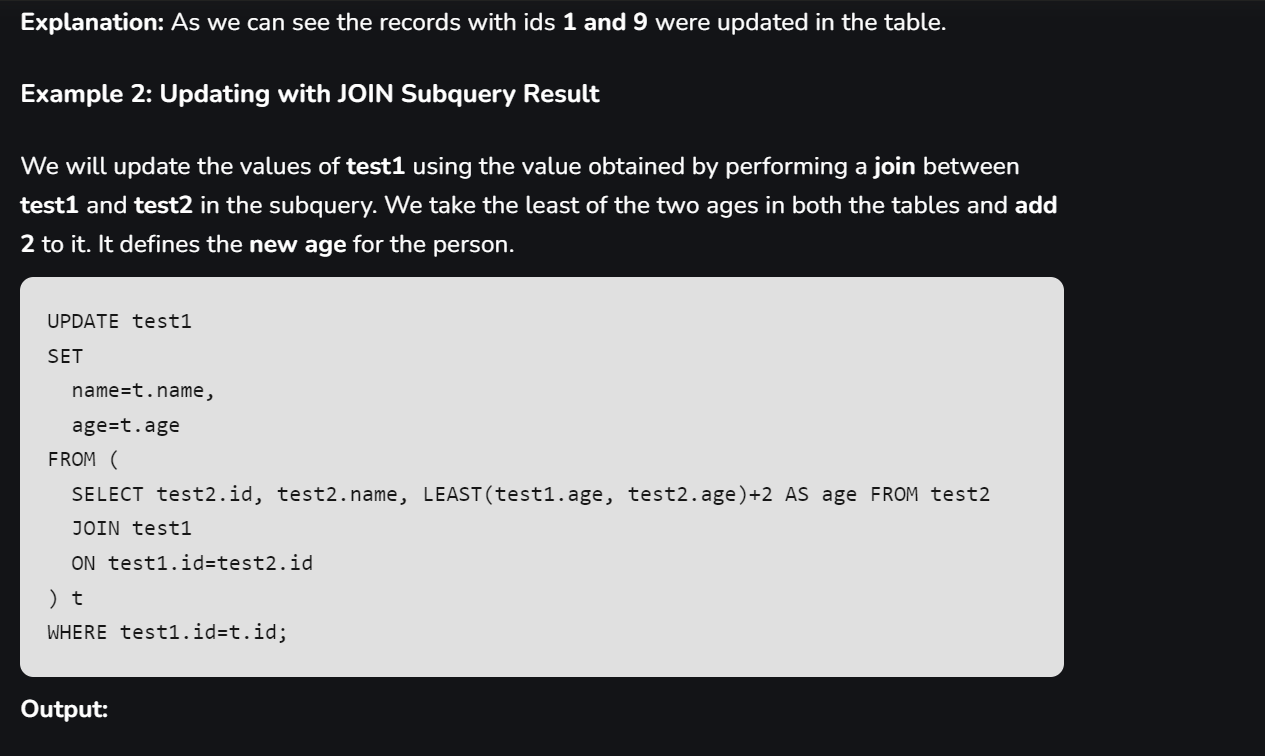 Explanation: As we can see the records with ids 1 and 9 were updated in the table.
Example 2: Updating with JOIN Subquery Result
We will update the values of test1 using the value obtained by performing a join between
test1 and test2 in the subquery. We take the least of the two ages in both the tables and add
2 to it. It defines the new age for the person.
UPDATE test1
SET
  name=t.name,
  age=t.age
FROM (
  SELECT test2.id, test2.name, LEAST(test1.age, test2.age)+2 AS age FROM test2
  JOIN test1
  ON test1.id=test2.id
) t
WHERE test1.id=t.id;
Output: